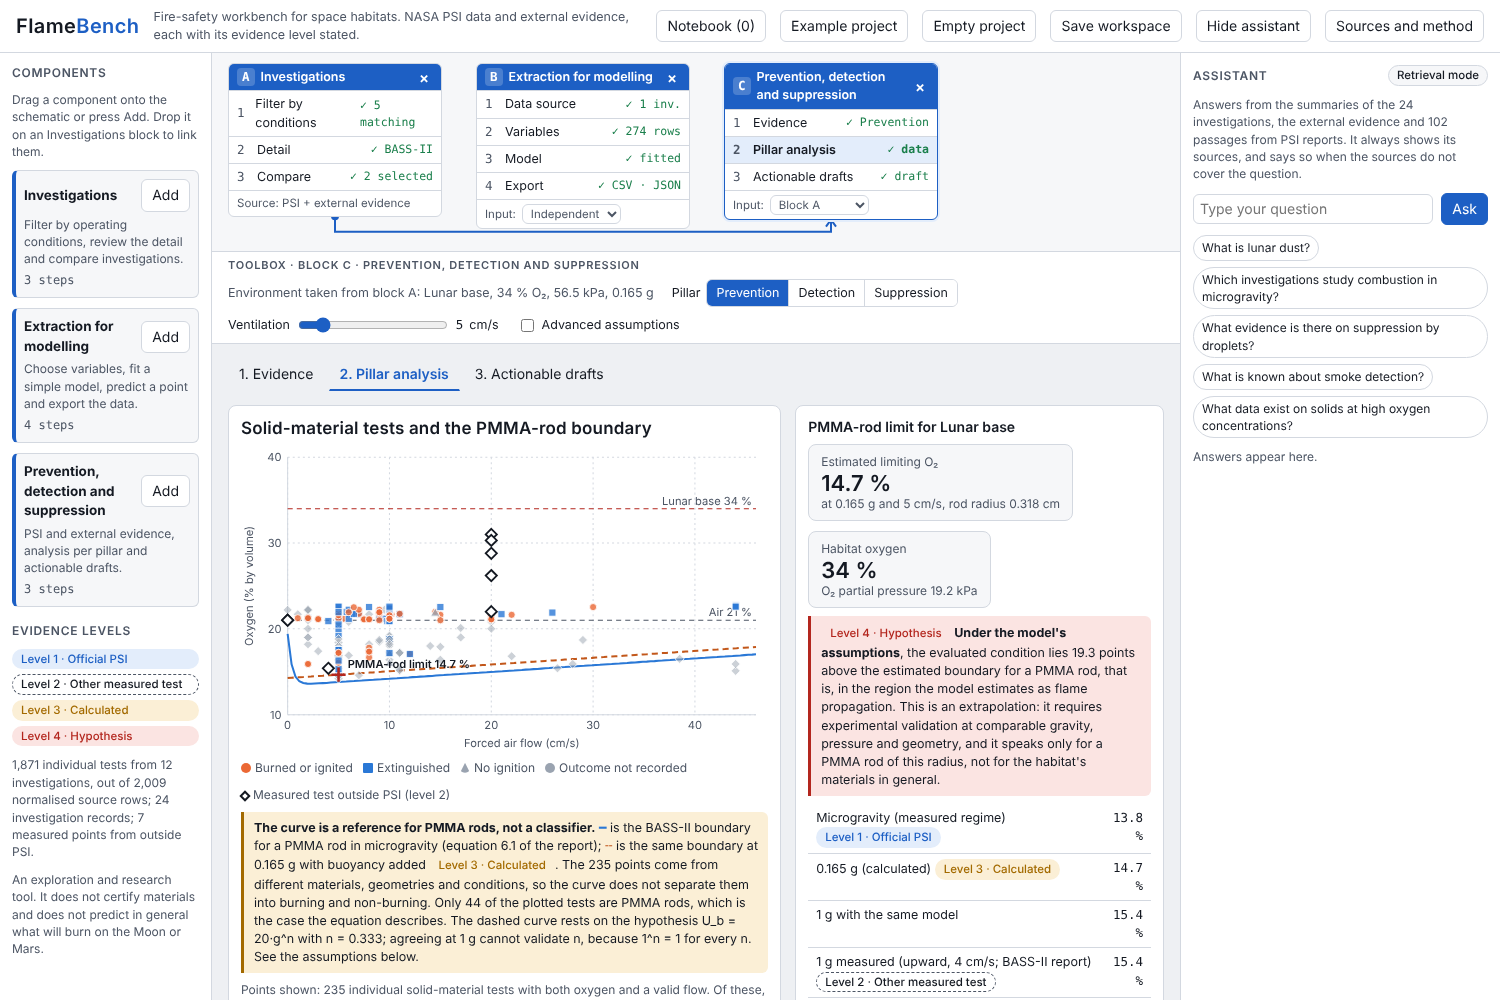 FlameBench
Fire-safety workbench for space habitats. NASA PSI data and external evidence,
each with its evidence level stated.
Notebook (0)
Example project
Empty project
Save workspace
Hide assistant
Sources and method
COMPONENTS
Drag a component onto the
schematic or press Add. Drop it
on an Investigations block to link
them.
Investigations
Add
Filter by operating
conditions, review the detail
and compare investigations.
3 steps
Extraction for
modelling
Add
Choose variables, fit a
simple model, predict a point
and export the data.
4 steps
Prevention,
detection and
suppression
Add
PSI and external evidence,
analysis per pillar and
actionable drafts.
3 steps
EVIDENCE LEVELS
Level 1 · Official PSI
Level 2 · Other measured test
Level 3 · Calculated
Level 4 · Hypothesis
1,871 individual tests from 12
investigations, out of 2,009
normalised source rows; 24
investigation records; 7
measured points from outside
PSI.
An exploration and research
tool. It does not certify materials
and does not predict in general
what will burn on the Moon or
Mars.
A Investigations ×
1 Filter by conditions ✓ 5 matching
2 Detail ✓ BASS-II
3 Compare ✓ 2 selected
Source: PSI + external evidence
B Extraction for modelling ×
1 Data source ✓ 1 inv.
2 Variables ✓ 274 rows
3 Model ✓ fitted
4 Export ✓ CSV · JSON
Input: Independent
C Prevention, detection and suppression ×
1 Evidence ✓ Prevention
2 Pillar analysis ✓ data
3 Actionable drafts ✓ draft
Input: Block A
TOOLBOX · BLOCK C · PREVENTION, DETECTION AND SUPPRESSION
Environment taken from block A: Lunar base, 34 % O₂, 56.5 kPa, 0.165 g
Pillar Prevention Detection Suppression
Ventilation 5 cm/s Advanced assumptions
1. Evidence
2. Pillar analysis
3. Actionable drafts
Solid-material tests and the PMMA-rod boundary
Oxygen (% by volume)
40
30
20
10
Lunar base 34 %
Air 21 %
PMMA-rod limit 14.7 %
0 10 20 30 40
Forced air flow (cm/s)
Burned or ignited
Extinguished
No ignition
Outcome not recorded
Measured test outside PSI (level 2)
The curve is a reference for PMMA rods, not a classifier. – is the BASS-II boundary
for a PMMA rod in microgravity (equation 6.1 of the report); -- is the same boundary at
0.165 g with buoyancy added Level 3 · Calculated . The 235 points come from
different materials, geometries and conditions, so the curve does not separate them
into burning and non-burning. Only 44 of the plotted tests are PMMA rods, which is
the case the equation describes. The dashed curve rests on the hypothesis U_b =
20·g^n with n = 0.333; agreeing at 1 g cannot validate n, because 1^n = 1 for every n.
See the assumptions below.
Points shown: 235 individual solid-material tests with both oxygen and a valid flow. Of these,
PMMA-rod limit for Lunar base
Estimated limiting O₂
14.7 %
at 0.165 g and 5 cm/s, rod radius 0.318 cm
Habitat oxygen
34 %
O₂ partial pressure 19.2 kPa
Level 4 · Hypothesis Under the model's
assumptions, the evaluated condition lies 19.3 points
above the estimated boundary for a PMMA rod, that
is, in the region the model estimates as flame
propagation. This is an extrapolation: it requires
experimental validation at comparable gravity,
pressure and geometry, and it speaks only for a
PMMA rod of this radius, not for the habitat's
materials in general.
Microgravity (measured regime) 13.8 %
Level 1 · Official PSI
0.165 g (calculated) Level 3 · Calculated 14.7 %
1 g with the same model 15.4 %
1 g measured (upward, 4 cm/s; BASS-II report) 15.4 %
Level 2 · Other measured test
ASSISTANT
Retrieval mode
Answers from the summaries of the 24
investigations, the external evidence and 102
passages from PSI reports. It always shows its
sources, and says so when the sources do not
cover the question.
Type your question
Ask
What is lunar dust?
Which investigations study combustion in
microgravity?
What evidence is there on suppression by
droplets?
What is known about smoke detection?
What data exist on solids at high oxygen
concentrations?
Answers appear here.